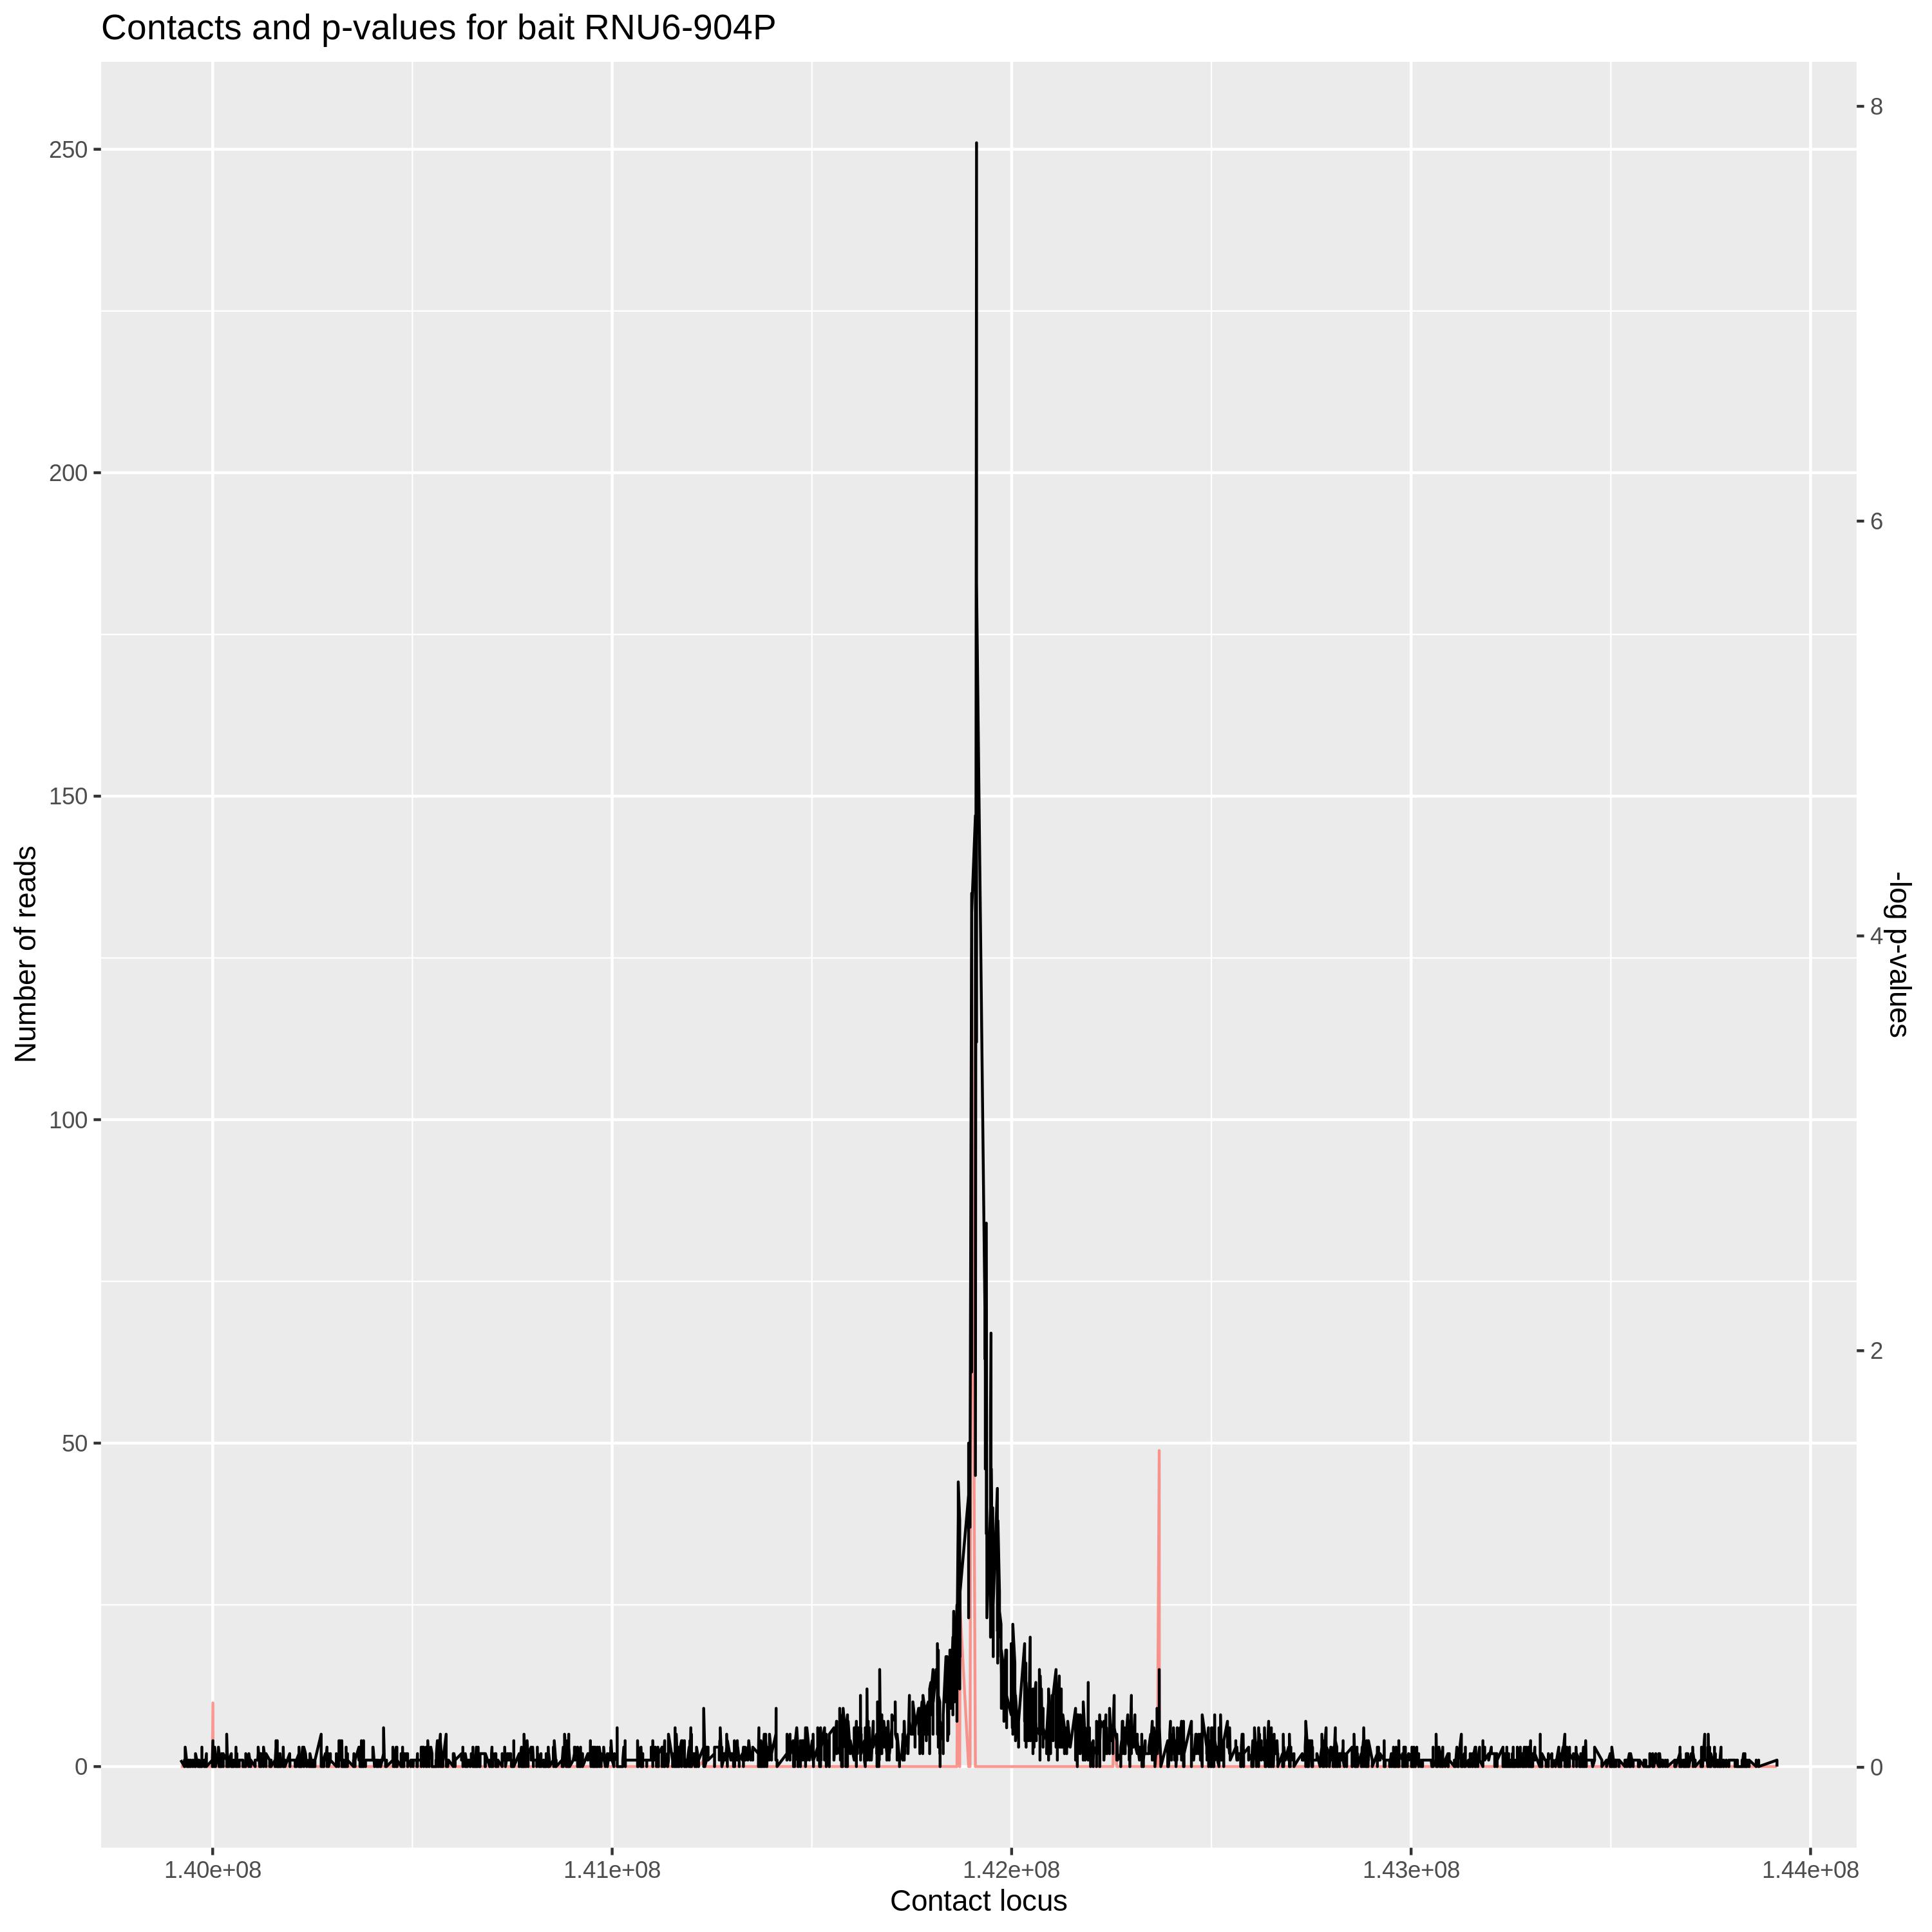 Contacts and p-values for bait RNU6-904P
250
200
150
100
50
0
8
6
4
2
0
Number of reads
-log p-values
1.40e+08 1.41e+08 1.42e+08 1.43e+08 1.44e+08
Contact locus